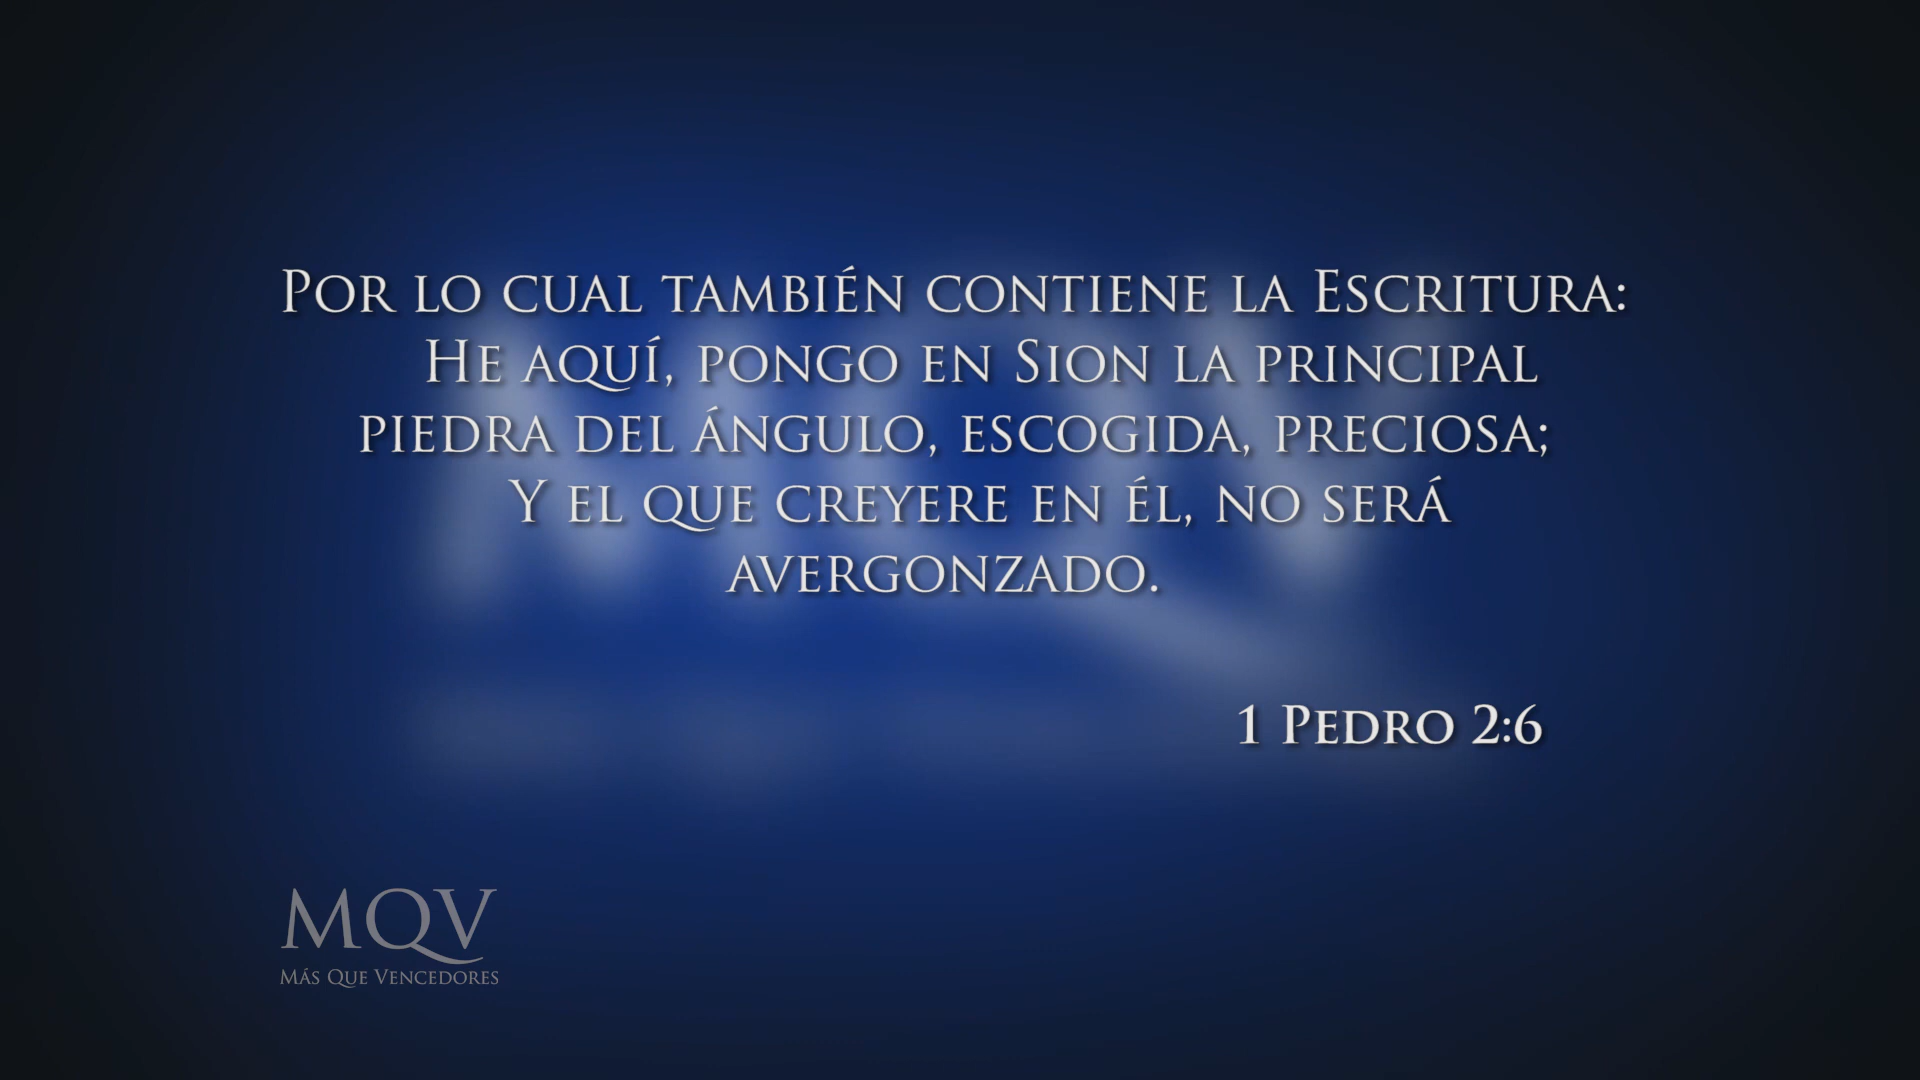 Por lo cual también contiene la Escritura:
He aquí, pongo en Sion la principal
piedra del ángulo, escogida, preciosa;
Y el que creyere en él, no será
avergonzado.
1 Pedro 2:6
MQV
Más Que Vencedores